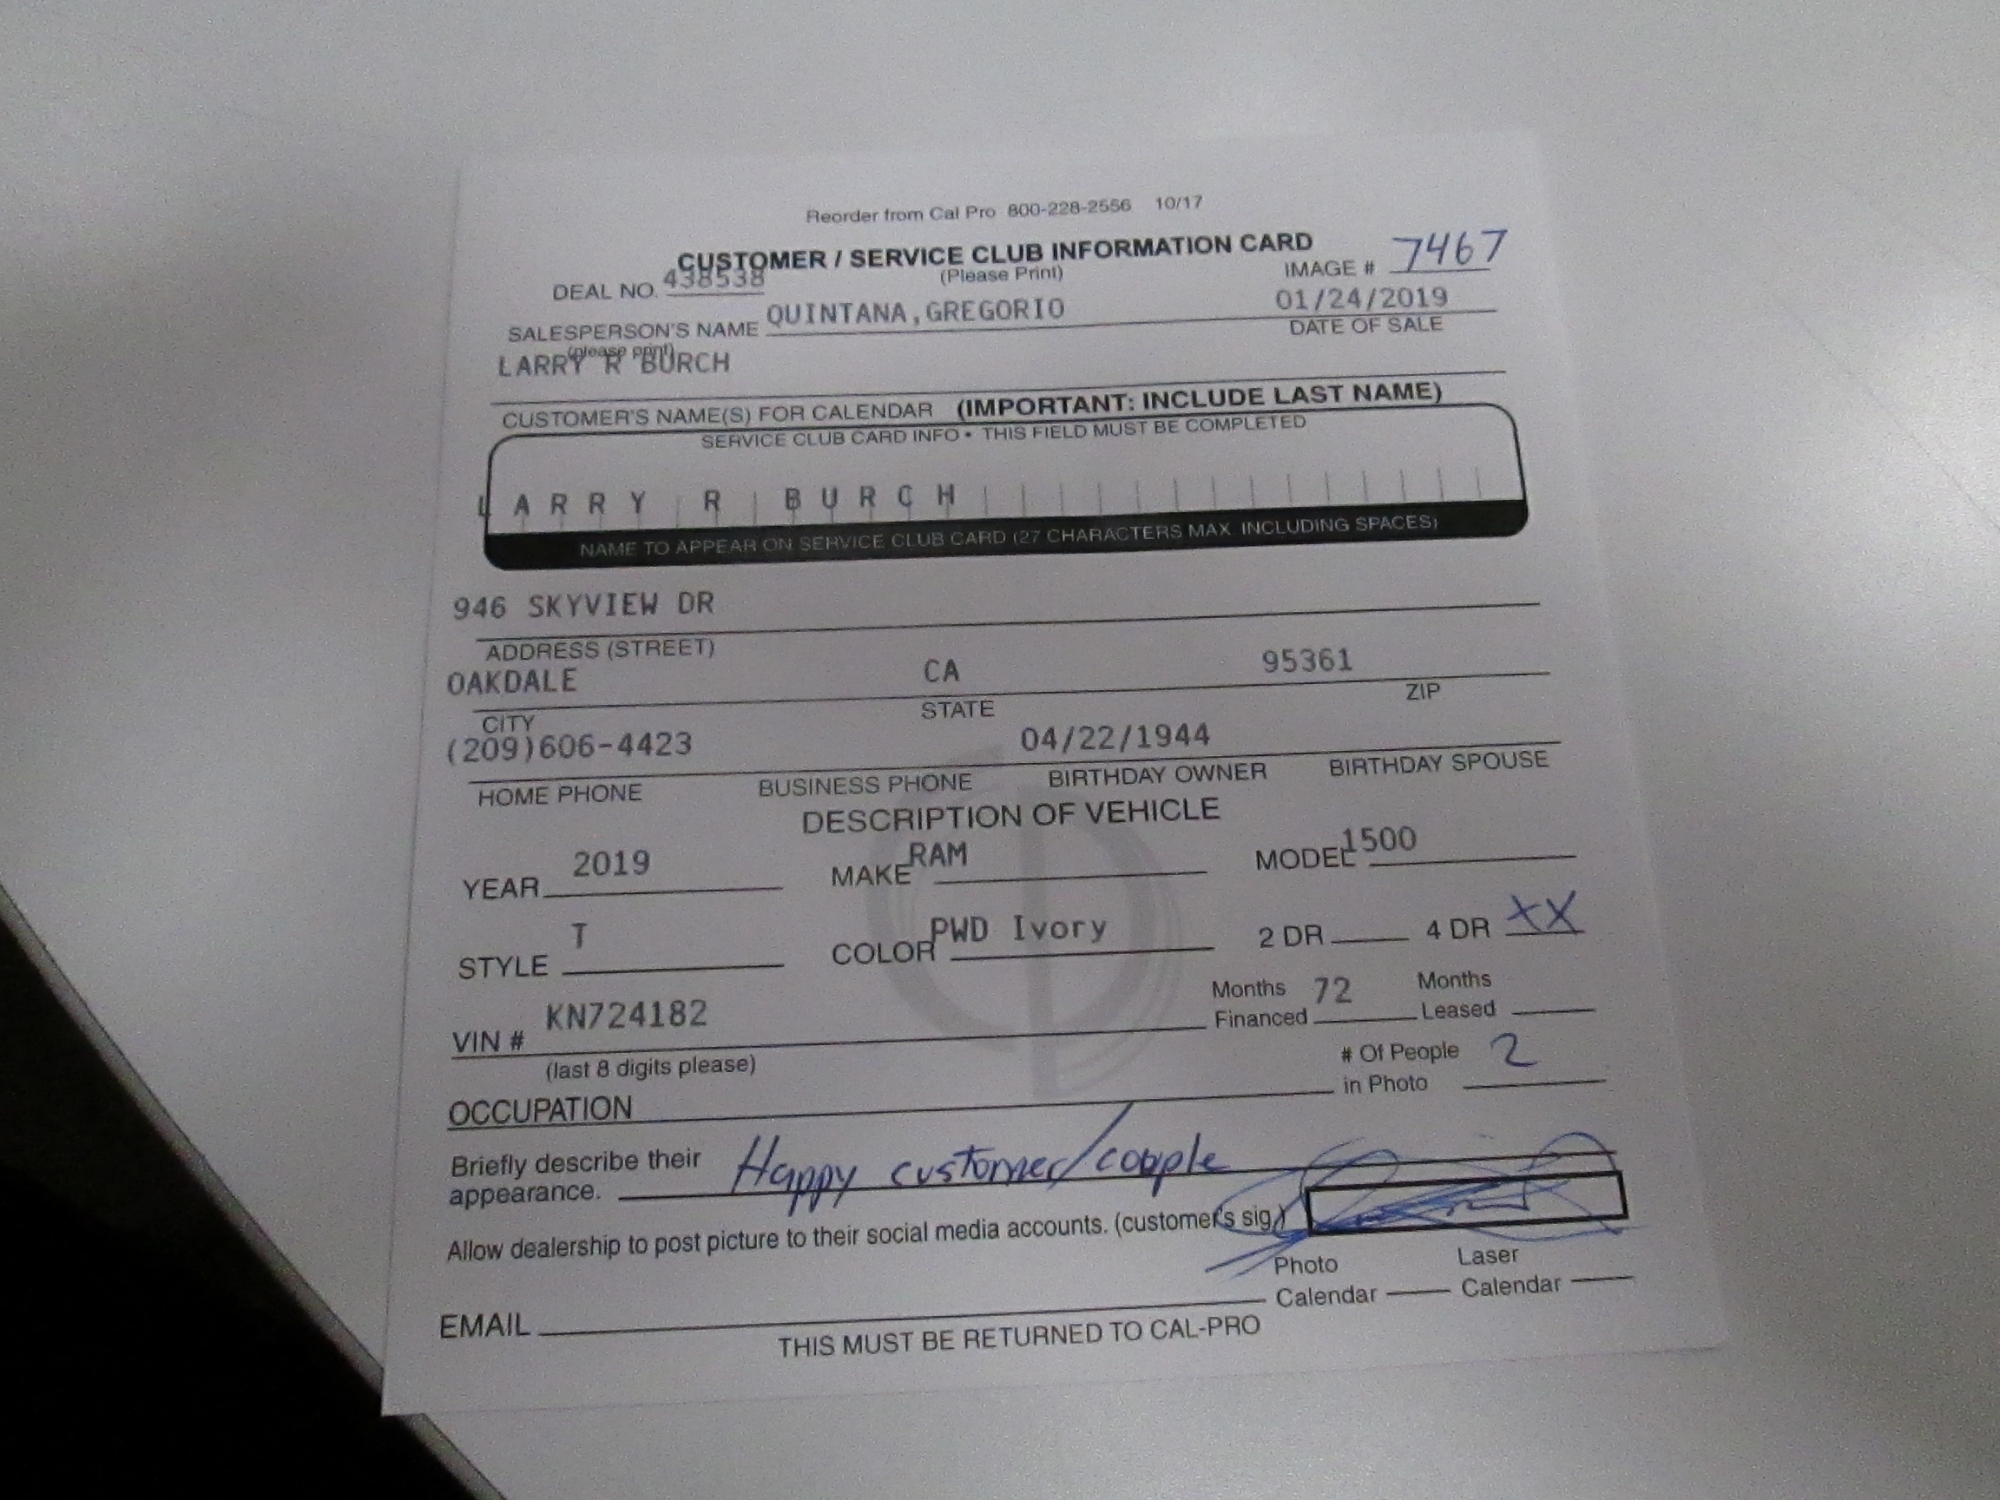 Reorder from Cal Pro 800-228-2556 10/17
CUSTOMER / SERVICE CLUB INFORMATION CARD
(Please Print)
DEAL NO. 438538 IMAGE # 7467
SALESPERSON'S NAME QUINTANA,GREGORIO 01/24/2019
(please print) DATE OF SALE
LARRY R BURCH
CUSTOMER'S NAME(S) FOR CALENDAR (IMPORTANT: INCLUDE LAST NAME)
SERVICE CLUB CARD INFO • THIS FIELD MUST BE COMPLETED
LARRY R BURCH
NAME TO APPEAR ON SERVICE CLUB CARD (27 CHARACTERS MAX. INCLUDING SPACES)
946 SKYVIEW DR
ADDRESS (STREET)
OAKDALE CA 95361
CITY STATE ZIP
(209)606-4423 04/22/1944
HOME PHONE BUSINESS PHONE BIRTHDAY OWNER BIRTHDAY SPOUSE
DESCRIPTION OF VEHICLE
YEAR 2019 MAKE RAM MODEL 1500
STYLE T COLOR PWD Ivory 2 DR 4 DR XX
VIN # KN724182 Months Financed 72 Months Leased
(last 8 digits please) # Of People in Photo 2
OCCUPATION
Briefly describe their appearance. Happy customer/couple
Allow dealership to post picture to their social media accounts. (customer's sig.)
Photo Calendar Laser Calendar
EMAIL
THIS MUST BE RETURNED TO CAL-PRO